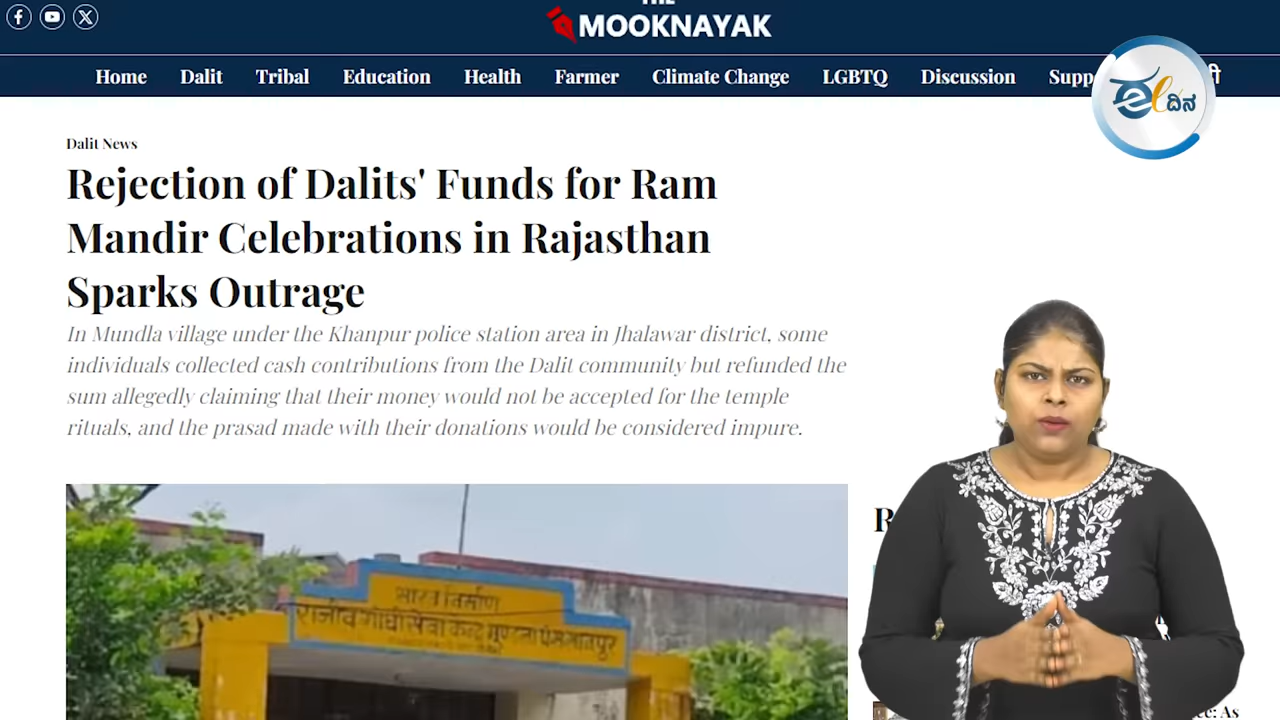 THE
MOOKNAYAK
Home Dalit Tribal Education Health Farmer Climate Change LGBTQ Discussion
ಈ ದಿನ
Dalit News
Rejection of Dalits' Funds for Ram
Mandir Celebrations in Rajasthan
Sparks Outrage
In Mundla village under the Khanpur police station area in Jhalawar district, some
individuals collected cash contributions from the Dalit community but refunded the
sum allegedly claiming that their money would not be accepted for the temple
rituals, and the prasad made with their donations would be considered impure.
भारत निर्माण
राजीव गांधी सेवा केन्द्र
As